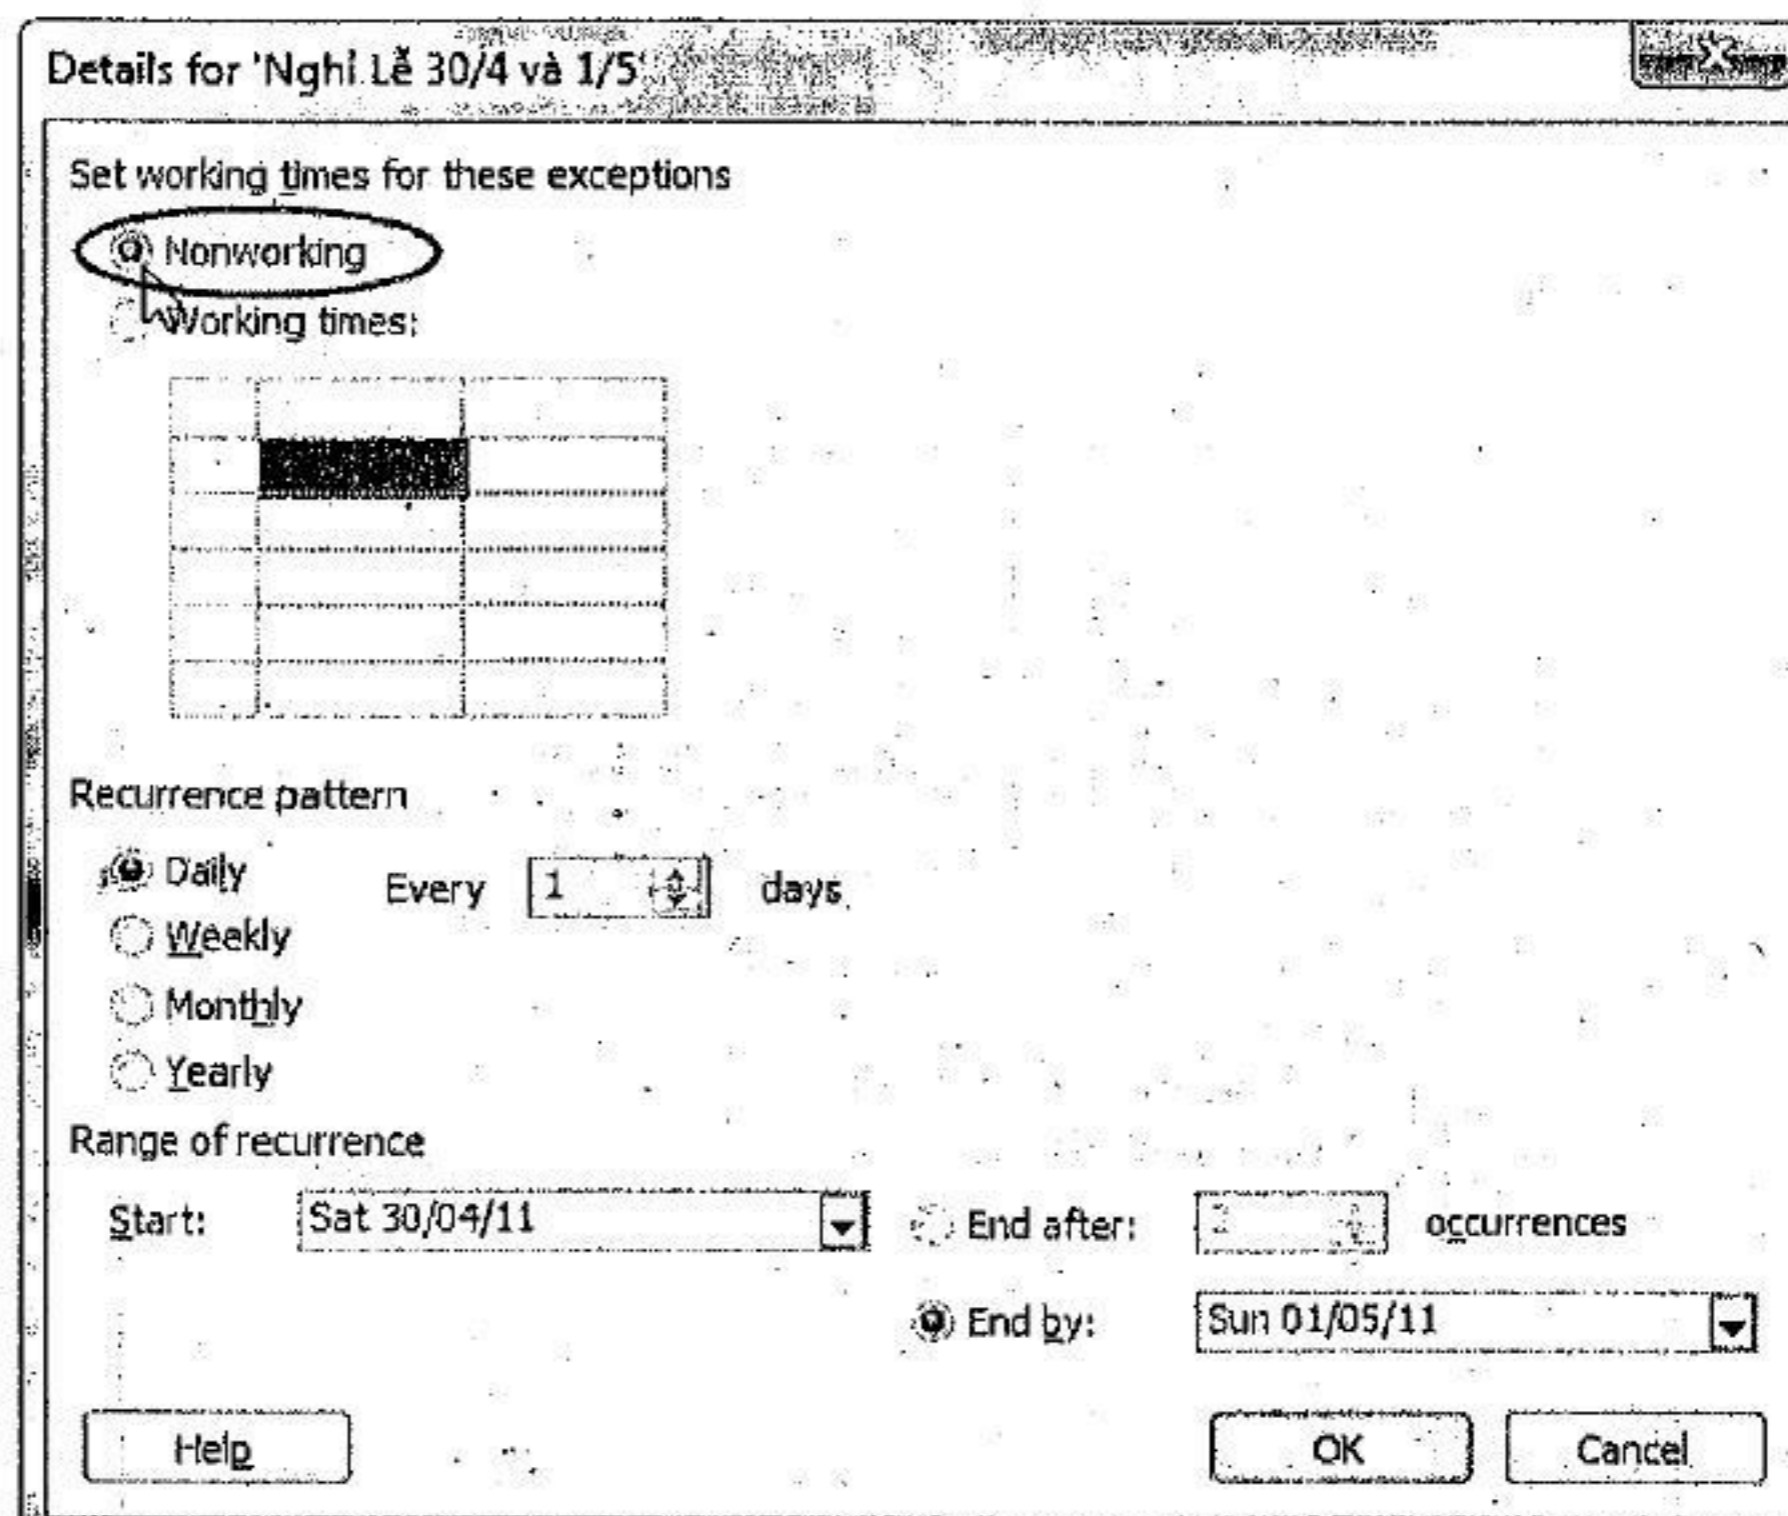 Details for 'Nghỉ Lễ 30/4 và 1/5'
Set working times for these exceptions
Nonworking
Working times:
Recurrence pattern
Daily
Every 1 days
Weekly
Monthly
Yearly
Range of recurrence
Start: Sat 30/04/11 End after: 2 occurrences
End by: Sun 01/05/11
Help OK Cancel